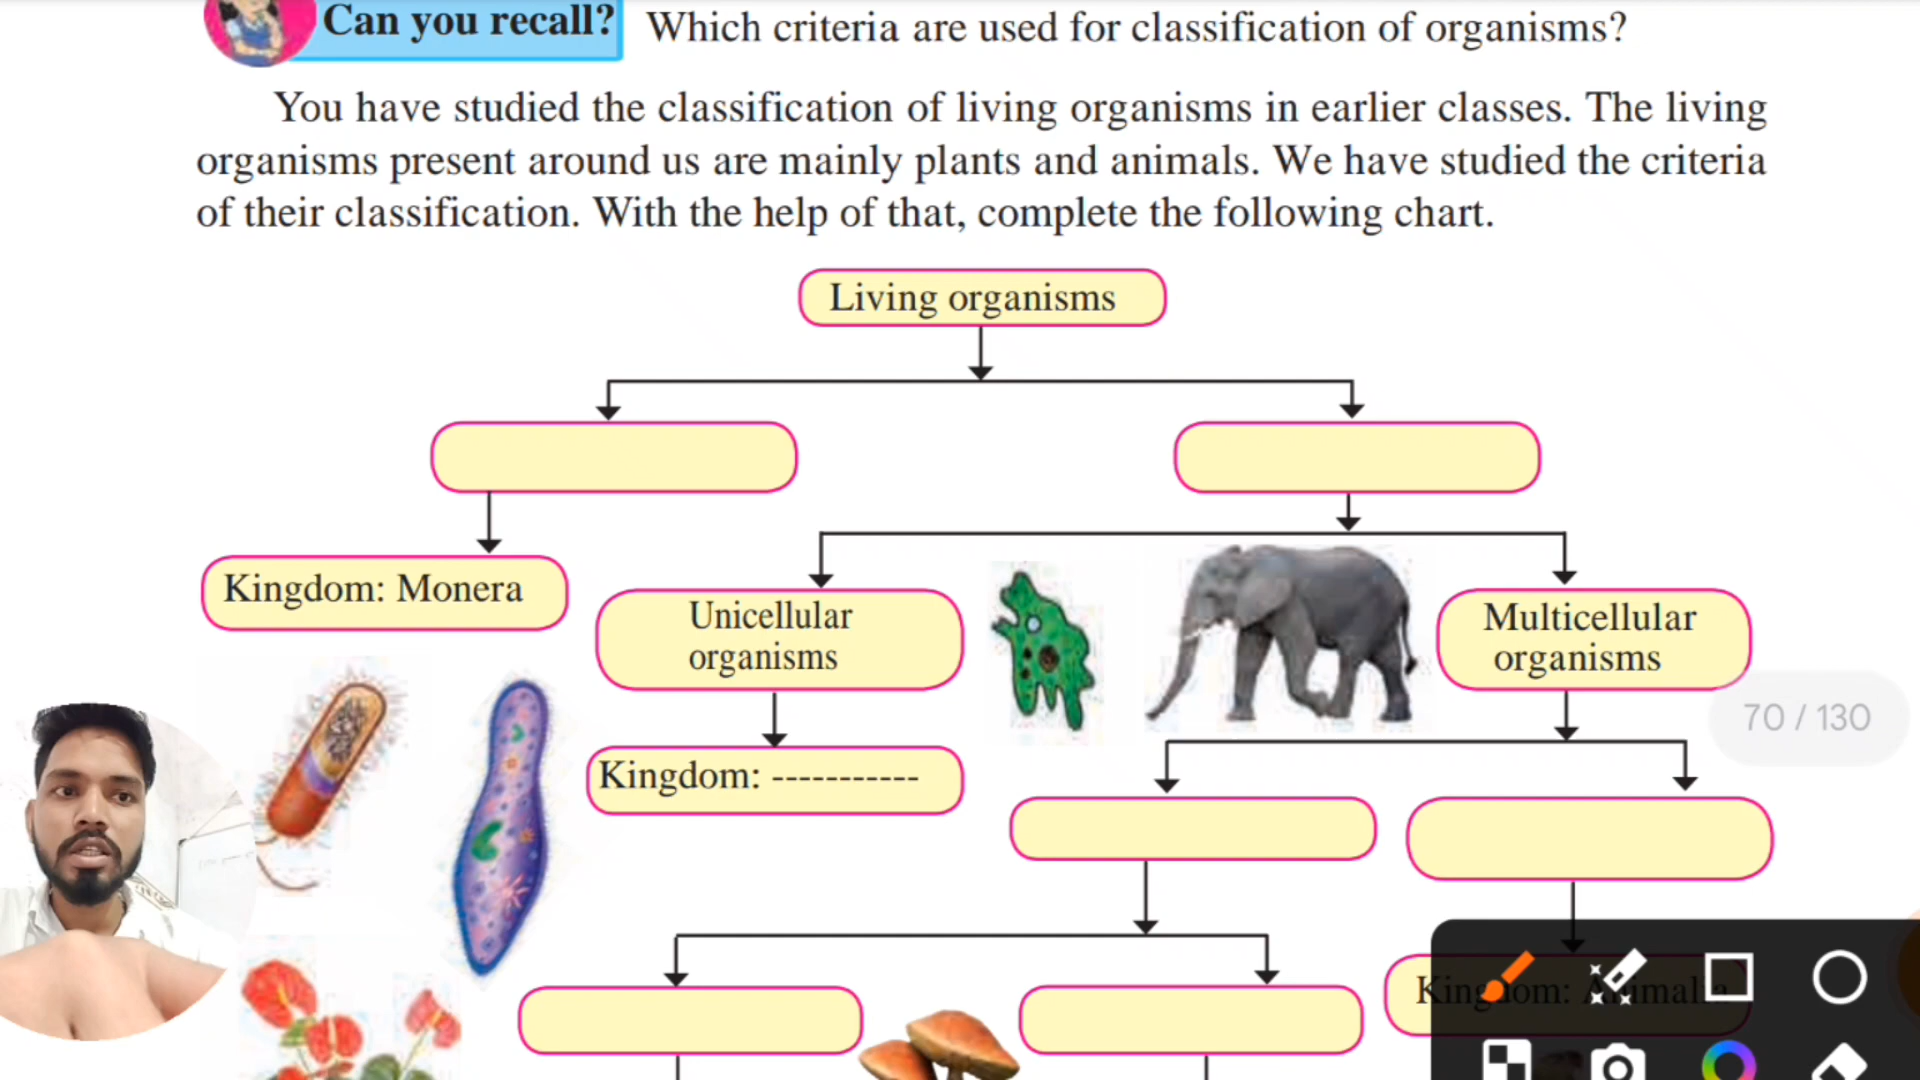 Can you recall? Which criteria are used for classification of organisms?
You have studied the classification of living organisms in earlier classes. The living
organisms present around us are mainly plants and animals. We have studied the criteria
of their classification. With the help of that, complete the following chart.
Living organisms
Kingdom: Monera
Unicellular
organisms
Multicellular
organisms
70 / 130
Kingdom: -----------
Kingdom: Animalia